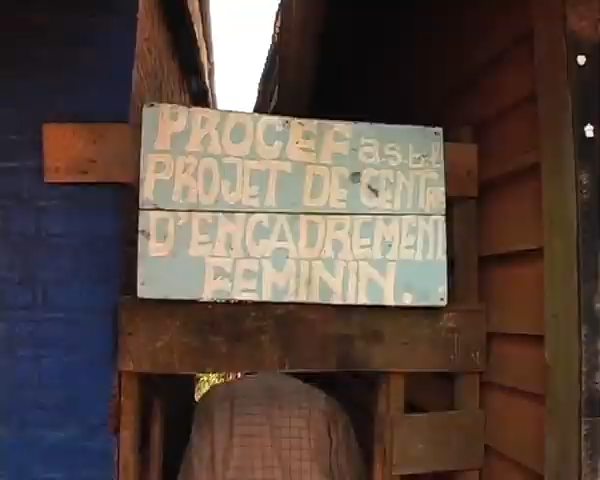 PROCEF a.s.b.l
PROJET DE CENTRE
D'ENCADREMENT
FEMININ.